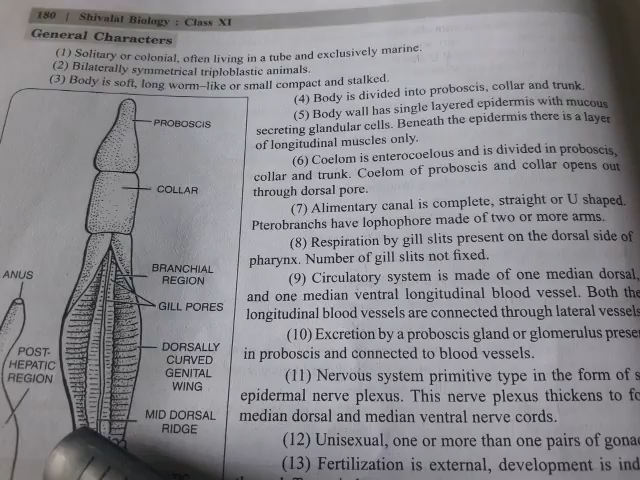 180 | Shivalal Biology : Class XI
General Characters
(1) Solitary or colonial, often living in a tube and exclusively marine.
(2) Bilaterally symmetrical triploblastic animals.
(3) Body is soft, long worm–like or small compact and stalked.
(4) Body is divided into proboscis, collar and trunk.
(5) Body wall has single layered epidermis with mucous
secreting glandular cells. Beneath the epidermis there is a layer
of longitudinal muscles only.
(6) Coelom is enterocoelous and is divided in proboscis,
collar and trunk. Coelom of proboscis and collar opens out
through dorsal pore.
(7) Alimentary canal is complete, straight or U shaped.
Pterobranchs have lophophore made of two or more arms.
(8) Respiration by gill slits present on the dorsal side of
pharynx. Number of gill slits not fixed.
(9) Circulatory system is made of one median dorsal,
and one median ventral longitudinal blood vessel. Both the
longitudinal blood vessels are connected through lateral vessels
(10) Excretion by a proboscis gland or glomerulus prese
in proboscis and connected to blood vessels.
(11) Nervous system primitive type in the form of s
epidermal nerve plexus. This nerve plexus thickens to fo
median dorsal and median ventral nerve cords.
(12) Unisexual, one or more than one pairs of gona
(13) Fertilization is external, development is ind
PROBOSCIS
COLLAR
BRANCHIAL
REGION
GILL PORES
DORSALLY
CURVED
GENITAL
WING
MID DORSAL
RIDGE
ANUS
POST-
HEPATIC
REGION